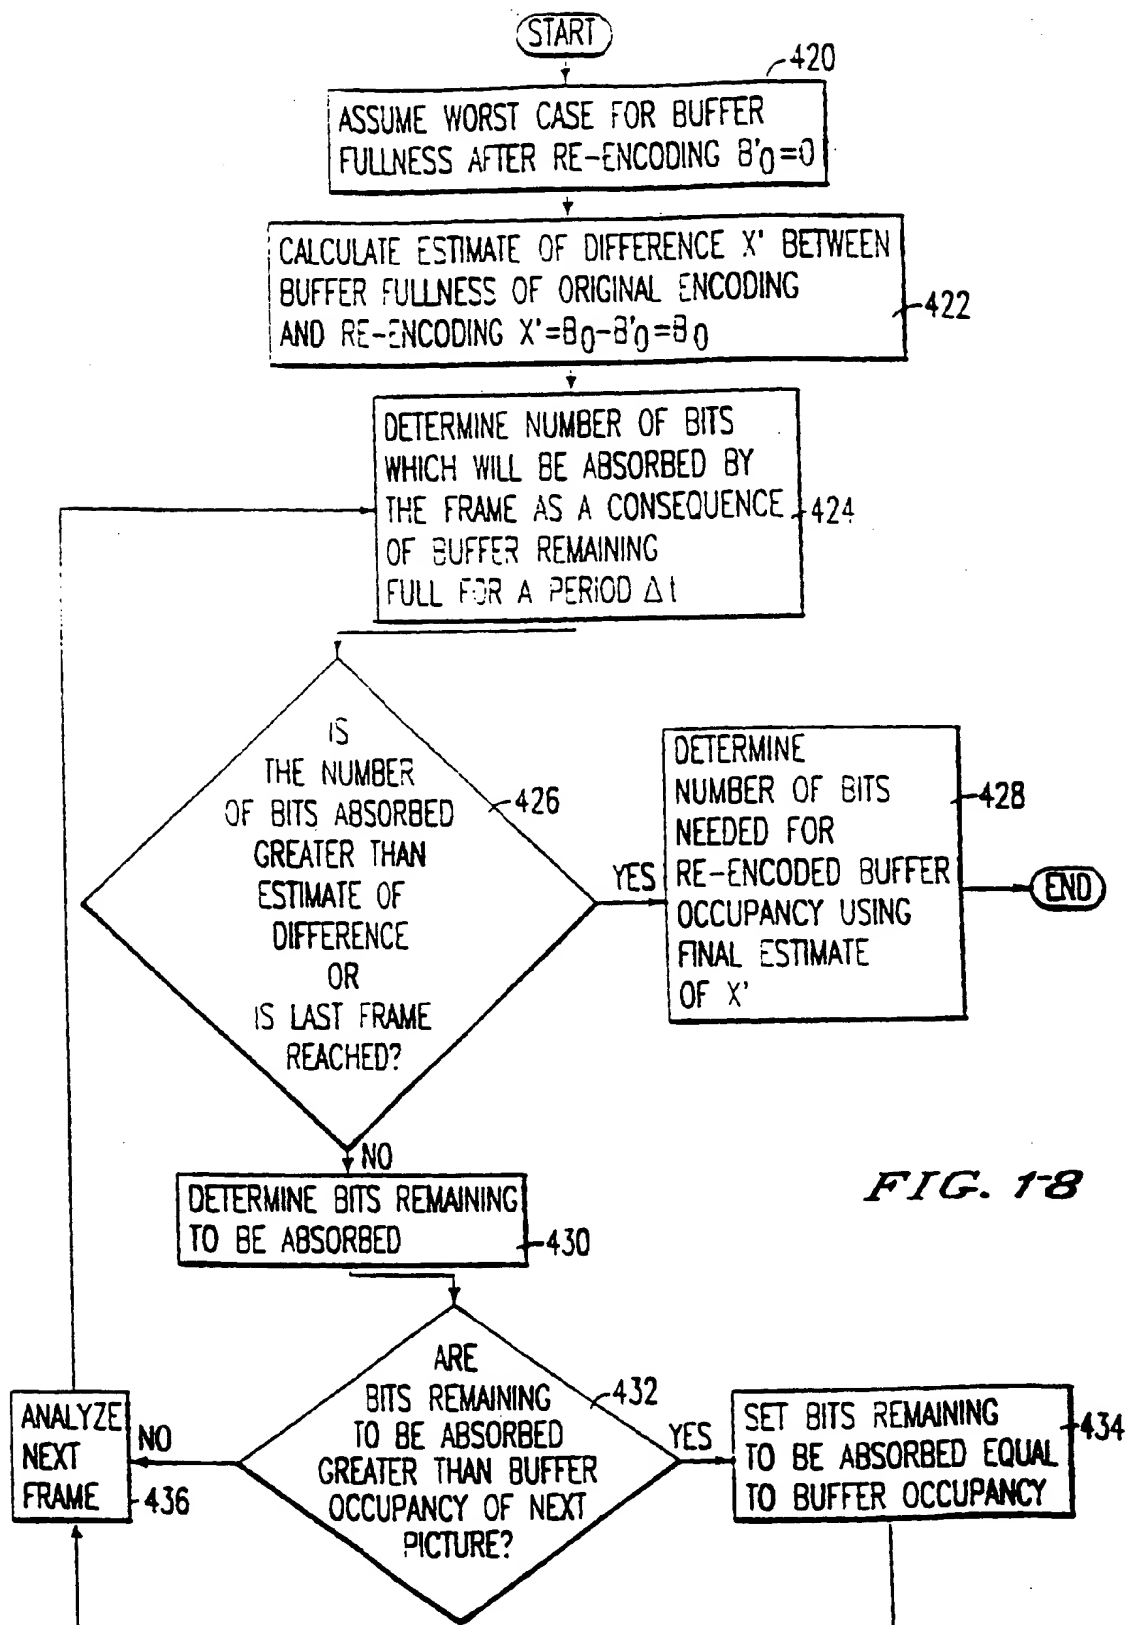 START
420
ASSUME WORST CASE FOR BUFFER
FULLNESS AFTER RE-ENCODING B'0=0
CALCULATE ESTIMATE OF DIFFERENCE X' BETWEEN
BUFFER FULLNESS OF ORIGINAL ENCODING
AND RE-ENCODING X'=B0-B'0=B0
422
DETERMINE NUMBER OF BITS
WHICH WILL BE ABSORBED BY
THE FRAME AS A CONSEQUENCE
OF BUFFER REMAINING
FULL FOR A PERIOD Δt
424
IS
THE NUMBER
OF BITS ABSORBED
GREATER THAN
ESTIMATE OF
DIFFERENCE
OR
IS LAST FRAME
REACHED?
426
YES
DETERMINE
NUMBER OF BITS
NEEDED FOR
RE-ENCODED BUFFER
OCCUPANCY USING
FINAL ESTIMATE
OF X'
428
END
NO
DETERMINE BITS REMAINING
TO BE ABSORBED
430
FIG. 18
ARE
BITS REMAINING
TO BE ABSORBED
GREATER THAN BUFFER
OCCUPANCY OF NEXT
PICTURE?
432
NO
ANALYZE
NEXT
FRAME
436
YES
SET BITS REMAINING
TO BE ABSORBED EQUAL
TO BUFFER OCCUPANCY
434